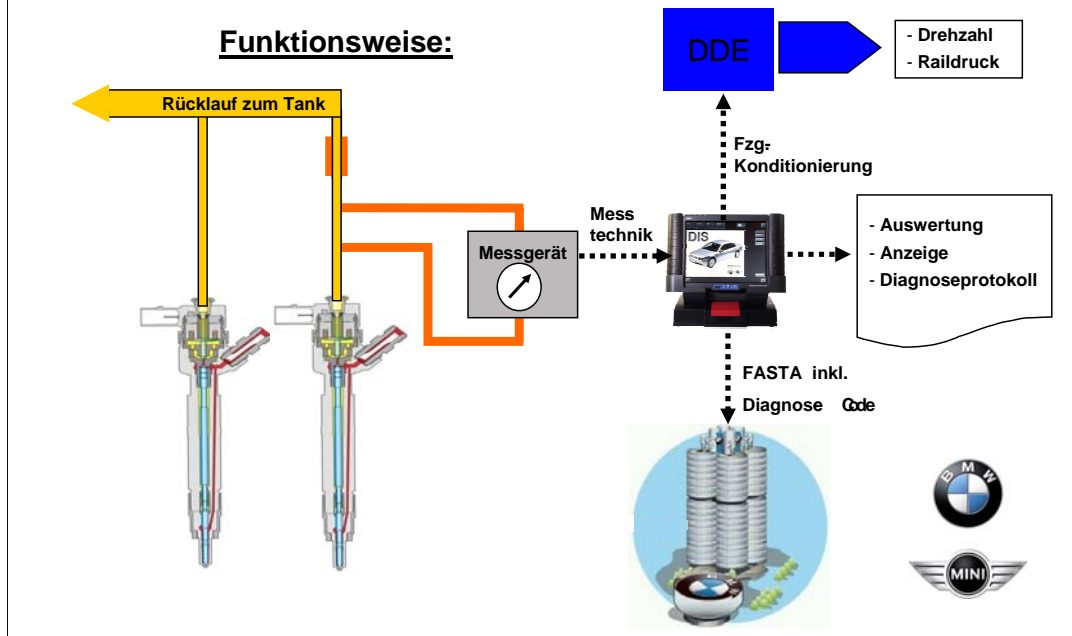 Funktionsweise:
DDE
- Drehzahl
- Raildruck
Rücklauf zum Tank
Fzg-
Konditionierung
Mess
technik
Messgerät
DIS
- Auswertung
- Anzeige
- Diagnoseprotokoll
FASTA inkl.
Diagnose Code
BMW
MINI